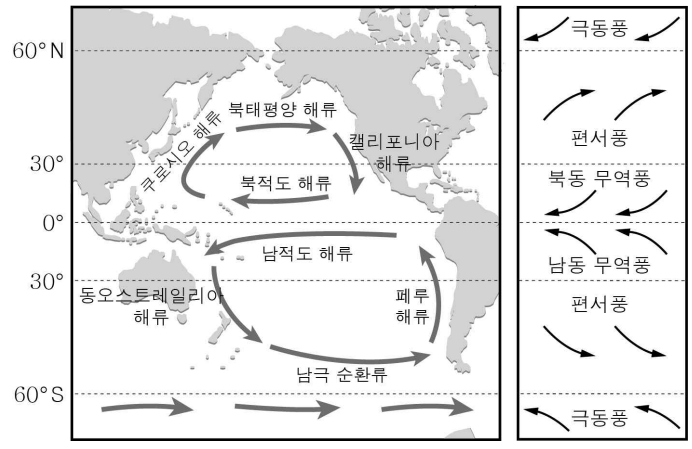 60°N
30°
0°
30°
60°S
북태평양 해류
쿠로시오 해류
캘리포니아
해류
북적도 해류
남적도 해류
동오스트레일리아
해류
페루
해류
남극 순환류
극동풍
편서풍
북동 무역풍
남동 무역풍
편서풍
극동풍